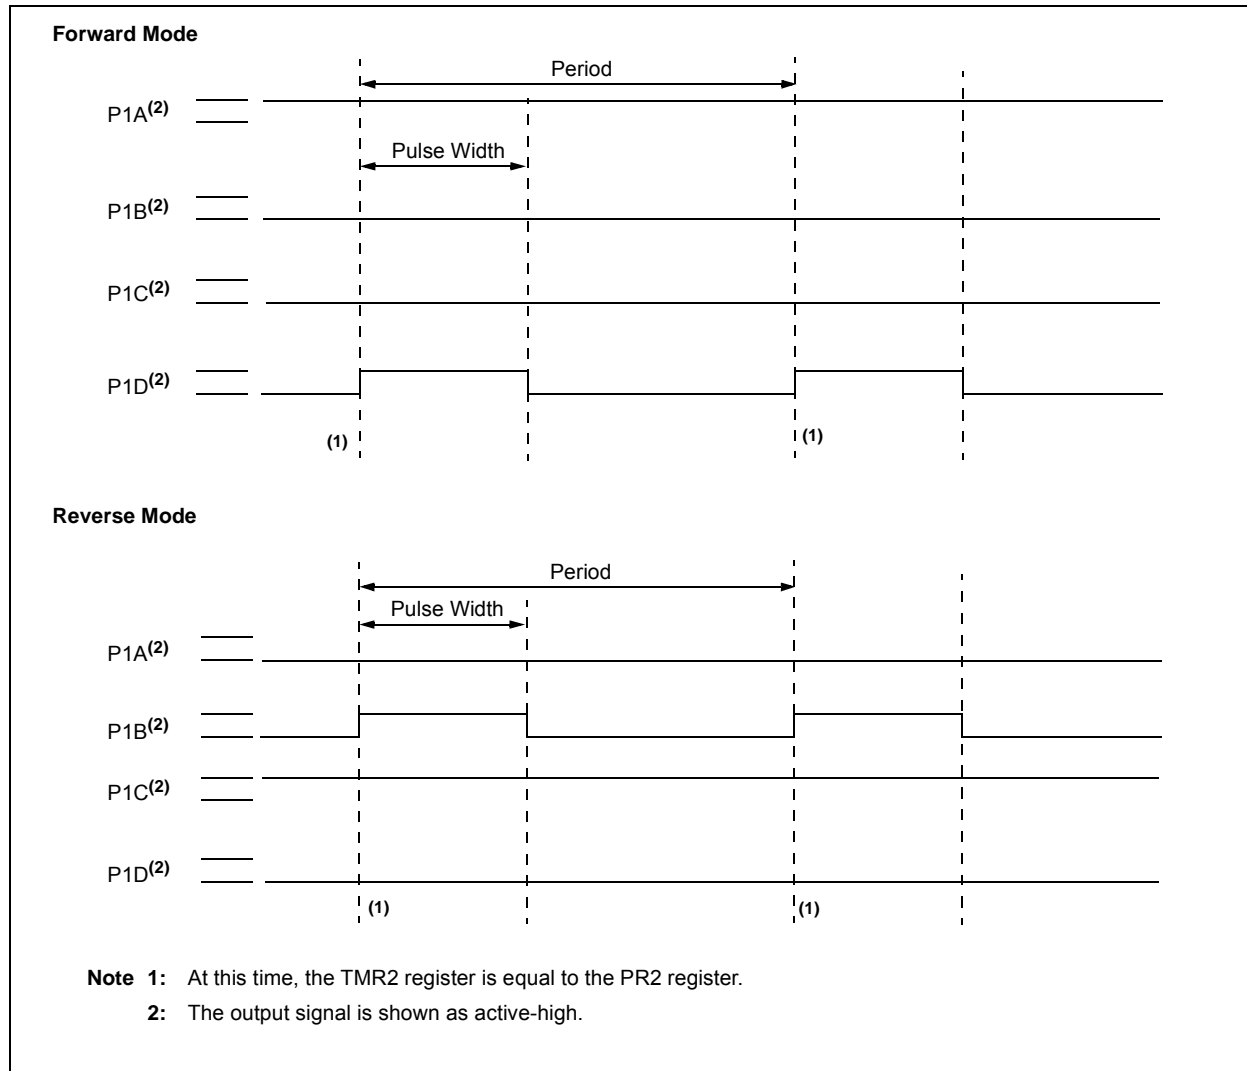 Forward Mode
Period
P1A(2)
Pulse Width
P1B(2)
P1C(2)
P1D(2)
(1) (1)
Reverse Mode
Period
Pulse Width
P1A(2)
P1B(2)
P1C(2)
P1D(2)
(1) (1)
Note 1: At this time, the TMR2 register is equal to the PR2 register.
2: The output signal is shown as active-high.